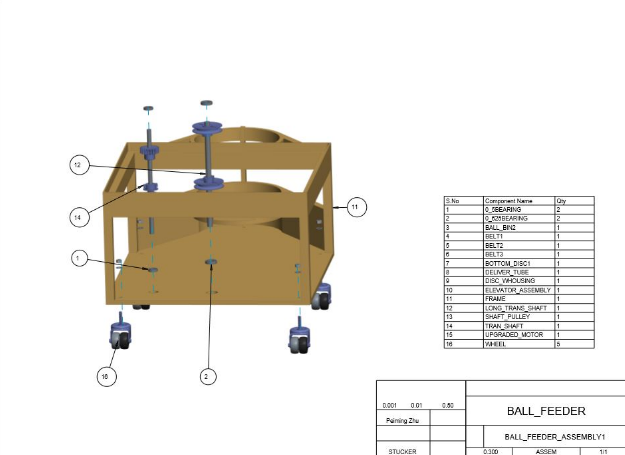 12
14
11
1
16
2
S.No Component Name Qty
1 0_5BEARING 2
2 0_625BEARING 2
3 BALL_BIN2 1
4 BELT1 1
5 BELT2 1
6 BELT3 1
7 BOTTOM_DISC1 1
8 DELIVER_TUBE 1
9 DISC_WHOUSING 1
10 ELEVATOR_ASSEMBLY 1
11 FRAME 1
12 LONG_TRANS_SHAFT 1
13 SHAFT_PULLEY 1
14 TRAN_SHAFT 1
15 UPGRADED_MOTOR 1
16 WHEEL 5
0.001 0.01 0.50
Peiming Zhu
BALL_FEEDER
BALL_FEEDER_ASSEMBLY1
STUCKER 0.300 ASSEM 1/1